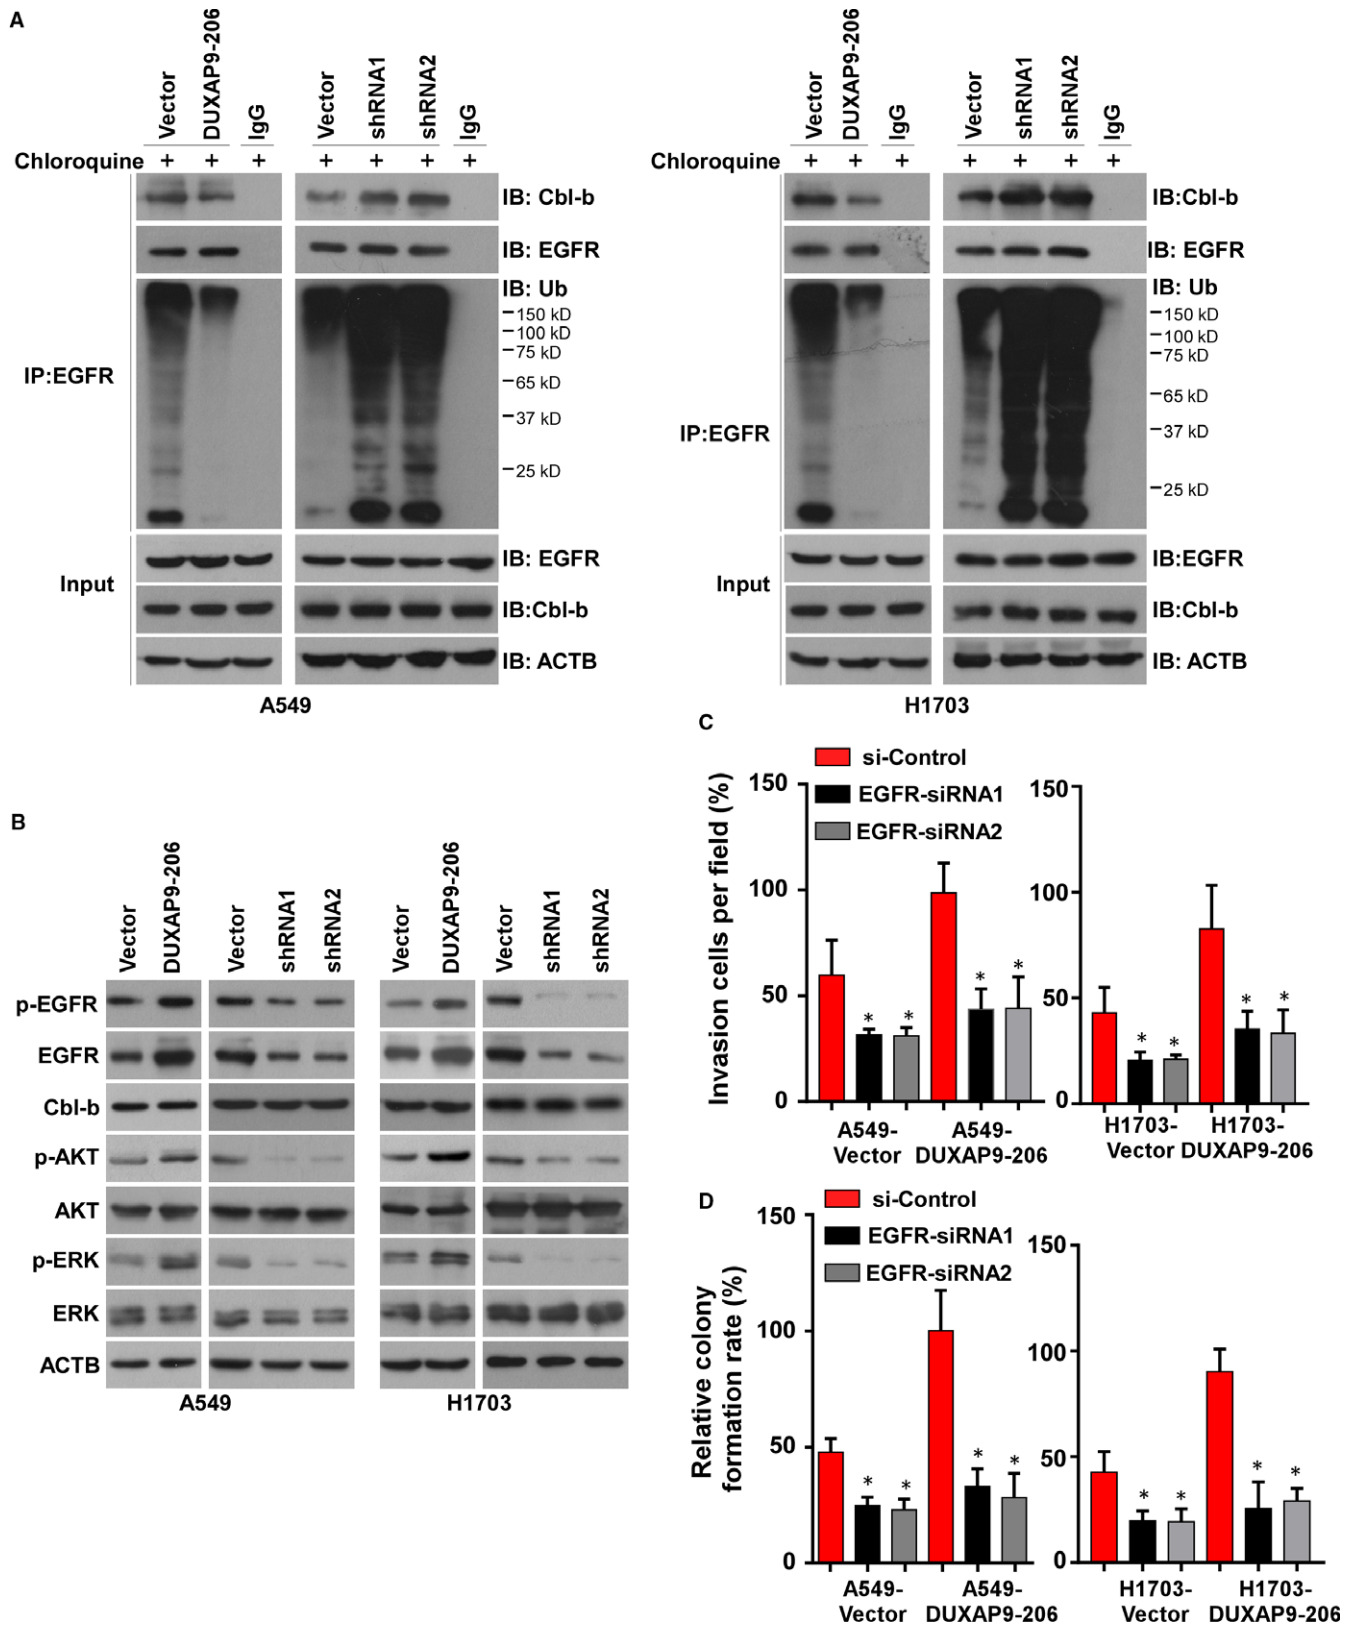 A
Vector
DUXAP9-206
IgG
Vector
shRNA1
shRNA2
IgG
Chloroquine + + + + + + +
IB: Cbl-b
IB: EGFR
IB: Ub
150 kD
100 kD
75 kD
65 kD
37 kD
25 kD
IP:EGFR
Input
IB: EGFR
IB:Cbl-b
IB: ACTB
A549
Vector
DUXAP9-206
IgG
Vector
shRNA1
shRNA2
IgG
Chloroquine + + + + + + +
IB:Cbl-b
IB: EGFR
IB: Ub
150 kD
100 kD
75 kD
65 kD
37 kD
25 kD
IP:EGFR
Input
IB:EGFR
IB:Cbl-b
IB: ACTB
H1703
B
Vector
DUXAP9-206
Vector
shRNA1
shRNA2
Vector
DUXAP9-206
Vector
shRNA1
shRNA2
p-EGFR
EGFR
Cbl-b
p-AKT
AKT
p-ERK
ERK
ACTB
A549
H1703
C
si-Control
EGFR-siRNA1
EGFR-siRNA2
Invasion cells per field (%)
150
100
50
0
* * * *
A549-
Vector
A549-
DUXAP9-206
150
100
50
0
* * * *
H1703-
Vector
H1703-
DUXAP9-206
D
si-Control
EGFR-siRNA1
EGFR-siRNA2
Relative colony
formation rate (%)
150
100
50
0
* * * *
A549-
Vector
A549-
DUXAP9-206
150
100
50
0
* * * *
H1703-
Vector
H1703-
DUXAP9-206